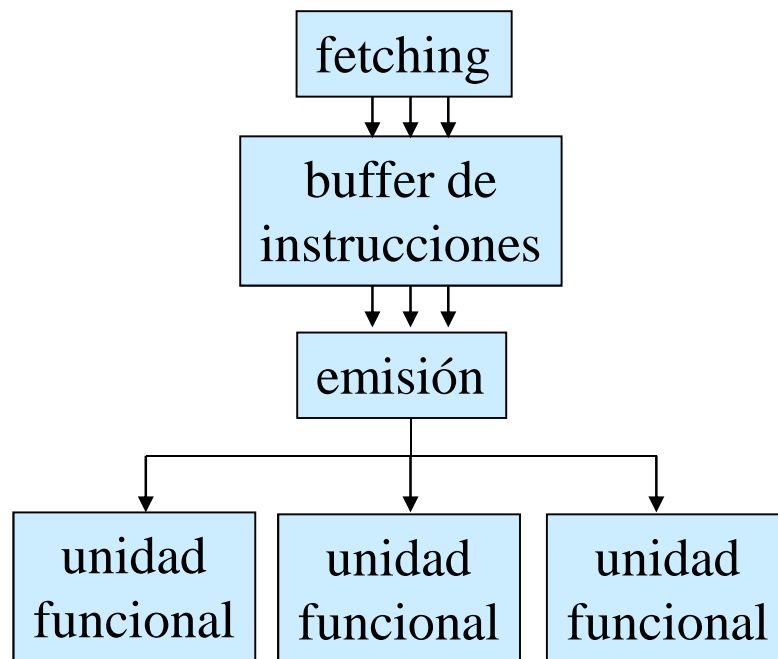 fetching
buffer de
instrucciones
emisión
unidad
funcional
unidad
funcional
unidad
funcional